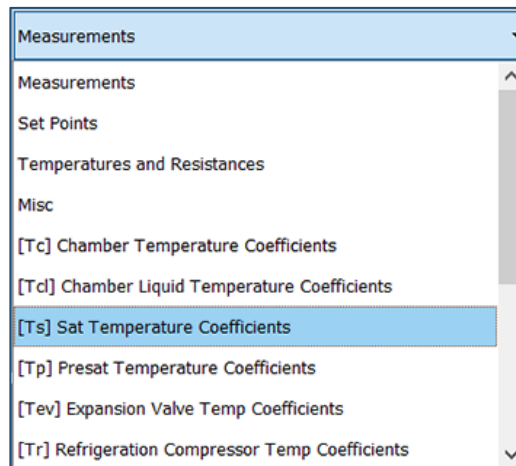 Measurements
Measurements
Set Points
Temperatures and Resistances
Misc
[Tc] Chamber Temperature Coefficients
[Tcl] Chamber Liquid Temperature Coefficients
[Ts] Sat Temperature Coefficients
[Tp] Presat Temperature Coefficients
[Tev] Expansion Valve Temp Coefficients
[Tr] Refrigeration Compressor Temp Coefficients